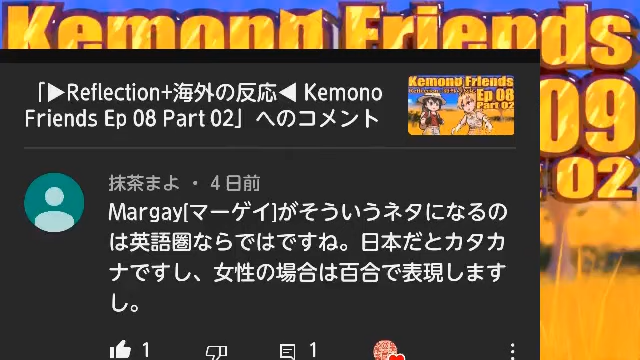 Kemono Friends
「▶Reflection+海外の反応◀ Kemono
Friends Ep 08 Part 02」へのコメント
Kemono Friends
Ep 08
Part 02
抹茶まよ ・ 4 日前
Margay[マーゲイ]がそういうネタになるの
は英語圏ならではですね。日本だとカタカ
ナですし、女性の場合は百合で表現します
し。
1
1
09
02